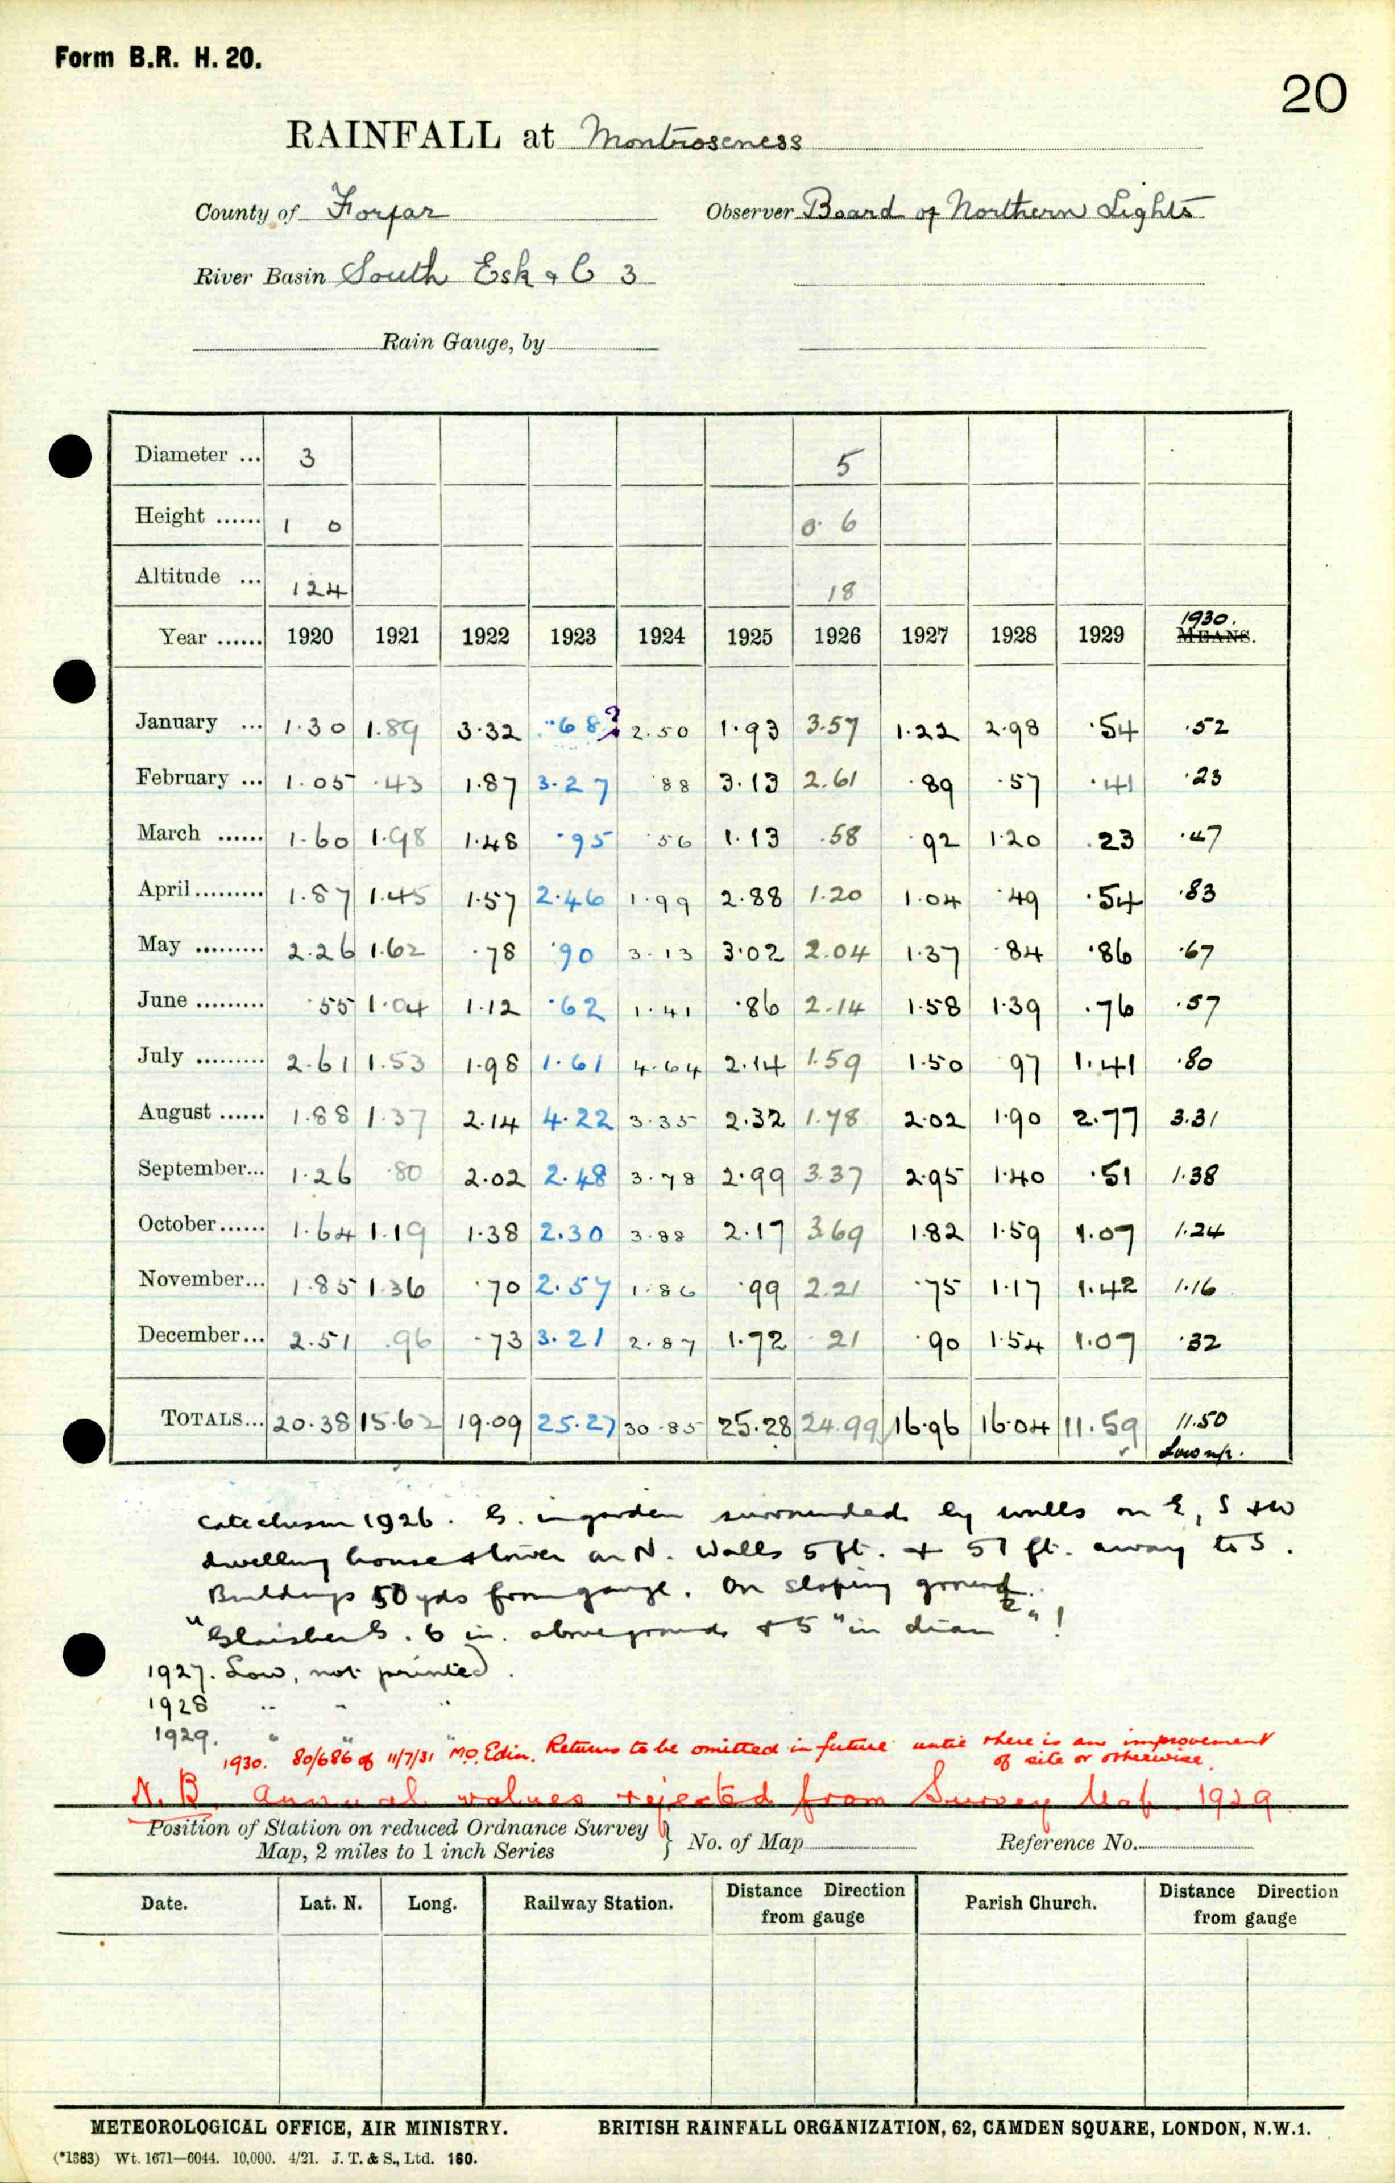 Form B.R. H. 20.
20
RAINFALL at Montroseness
County of Forfar Observer Board of Northern Lights
River Basin South Esk & C 3
Rain Gauge, by
Diameter ... 3 5
Height ...... 1 0 0· 6
Altitude ... 124 18
Year ...... 1920 1921 1922 1923 1924 1925 1926 1927 1928 1929 1930. MEANS.
January ... 1·30 1.89 3·32 ·68? 2.50 1·93 3.57 1·22 2·98 ·54 ·52
February ... 1·05 ·43 1·87 3·27 ·88 3·13 2.61 ·89 ·57 ·41 ·23
March ...... 1·60 1·98 1·48 ·95 ·56 1·13 .58 ·92 1·20 .23 ·47
April ......... 1·87 1·45 1·57 2·46 1·99 2·88 1.20 1·04 ·49 ·54 ·83
May ......... 2·26 1·62 ·78 ·90 3·13 3·02 2.04 1·37 ·84 ·86 ·67
June ......... ·55 1·04 1·12 ·62 1·41 ·86 2.14 1·58 1·39 ·76 ·57
July ......... 2·61 1·53 1·98 1·61 4·64 2·14 1.59 1·50 97 1·41 ·80
August ...... 1·88 1·37 2·14 4·22 3·35 2·32 1.78 2·02 1·90 2·77 3·31
September... 1·26 ·80 2·02 2·48 3·78 2·99 3.37 2·95 1·40 ·51 1·38
October ...... 1·64 1·19 1·38 2.30 3·88 2·17 3.69 1·82 1·59 1·07 1·24
November... 1·85 1·36 ·70 2·57 1·86 ·99 2.21 ·75 1·17 1·42 1·16
December... 2·51 ·96 ·73 3·21 2·87 1·72 ·21 ·90 1·54 1·07 ·32
TOTALS... 20·38 15·62 19·09 25·27 30·85 25·28 24.99 16·96 16·04 11·59 11.50
Low n/p.
Catechism 1926. G. in garden surrounded by walls on E, S & W
dwelling house & tower on N. Walls 5 ft. & 57 ft. away to S.
Buildings 50 yds from gauge. On sloping ground.
"Glaisher G. 6 in. above ground & 5" in diam " !
1927. Low, not printed.
1928 " " "
1929. " " "
1930. 80/686 of 11/7/31 M.O. Edin. Returns to be omitted in future until there is an improvement
of site or otherwise.
N.B. Annual values rejected from Survey Map. 1929.
Position of Station on reduced Ordnance Survey
Map, 2 miles to 1 inch Series } No. of Map Reference No.
Date. Lat. N. Long. Railway Station. Distance Direction from gauge Parish Church. Distance Direction from gauge
METEOROLOGICAL OFFICE, AIR MINISTRY. BRITISH RAINFALL ORGANIZATION, 62, CAMDEN SQUARE, LONDON, N.W.1.
(*1383) Wt. 1671—6044. 10,000. 4/21. J. T. & S., Ltd. 160.